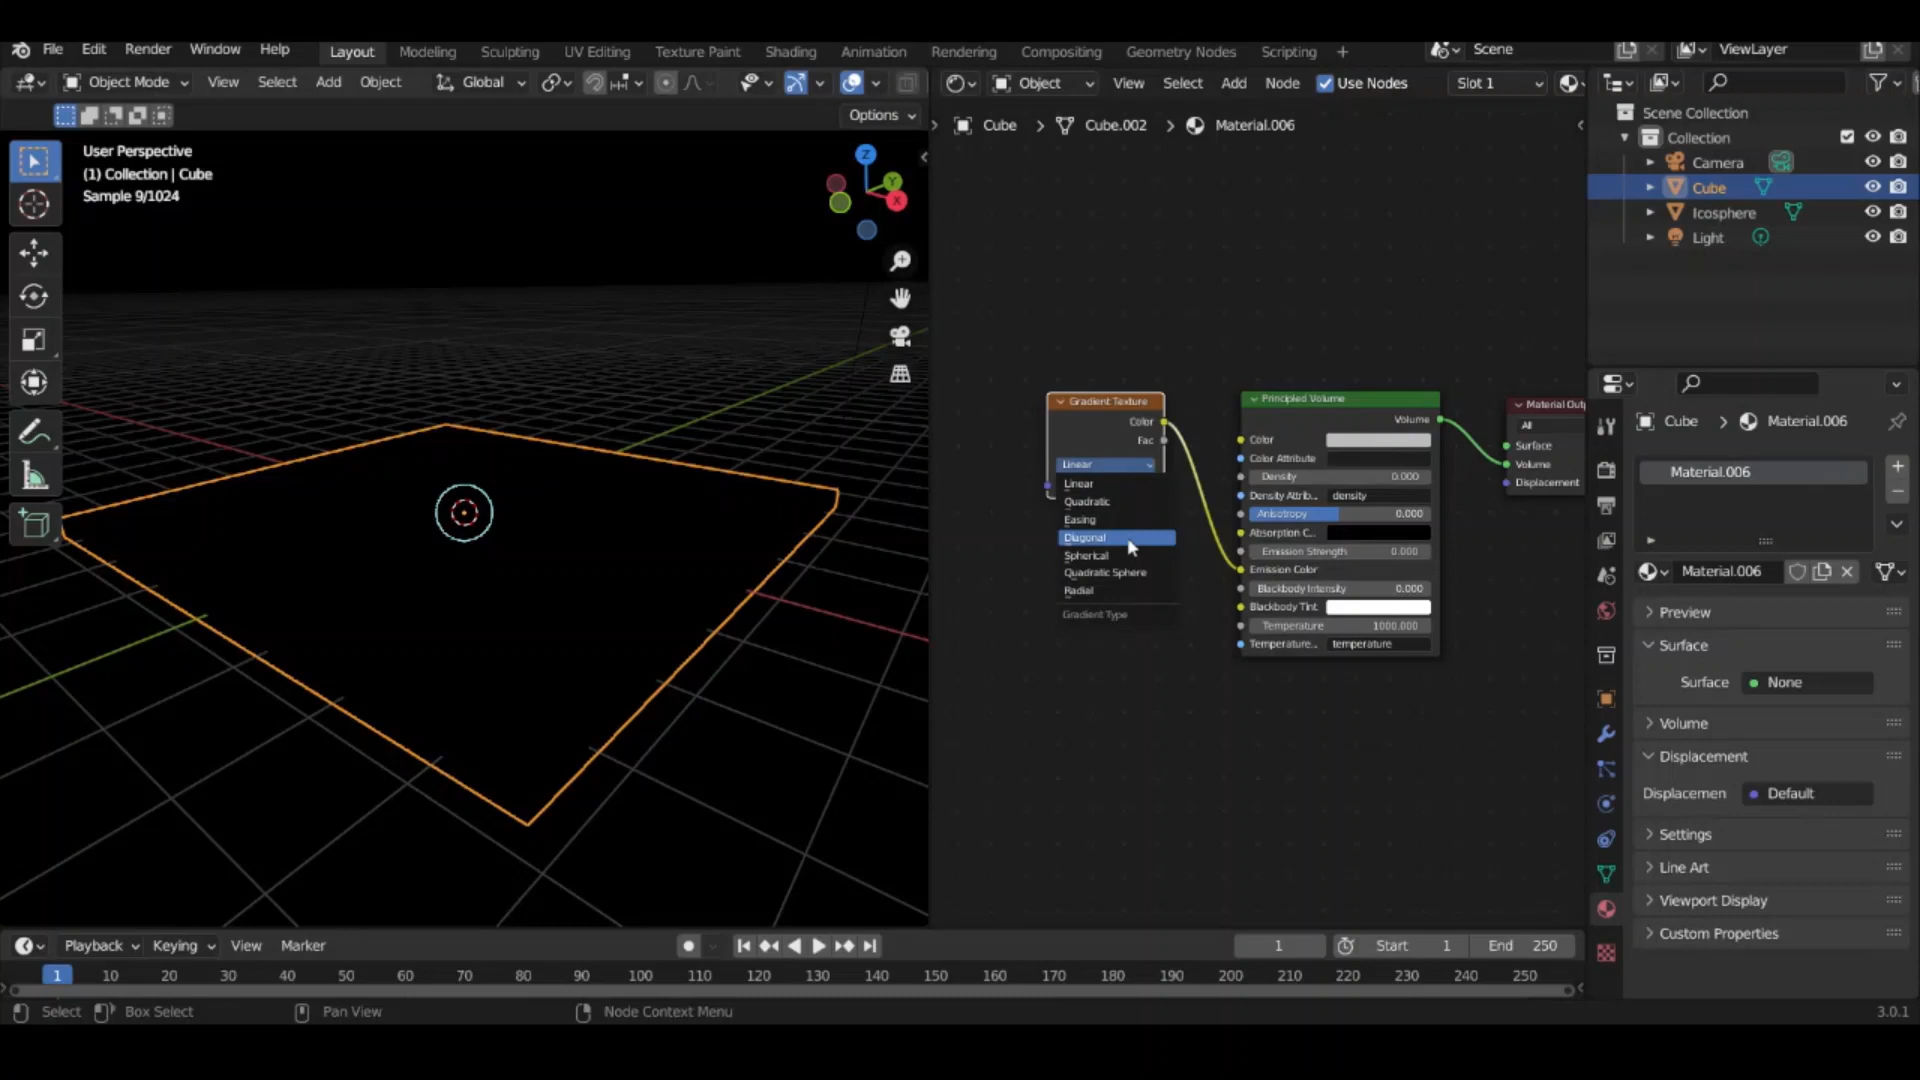 File Edit Render Window Help Layout Modeling Sculpting UV Editing Texture Paint Shading Animation Rendering Compositing Geometry Nodes Scripting + Scene ViewLayer
Object Mode View Select Add Object Global Object View Select Add Node Use Nodes Slot 1
Options
Cube > Cube.002 > Material.006
Scene Collection
Collection
Camera
Cube
Icosphere
Light
User Perspective
(1) Collection | Cube
Sample 9/1024
Z
Y
X
Gradient Texture
Color
Fac
Linear
Linear
Quadratic
Easing
Diagonal
Spherical
Quadratic Sphere
Radial
Gradient Type
Principled Volume
Volume
Color
Color Attribute
Density 0.000
Density Attrib.. density
Anisotropy 0.000
Absorption C..
Emission Strength 0.000
Emission Color
Blackbody Intensity 0.000
Blackbody Tint
Temperature 1000.000
Temperature.. temperature
Material Outp
All
Surface
Volume
Displacement
Cube > Material.006
Material.006
Material.006
Preview
Surface
Surface None
Volume
Displacement
Displacemen Default
Settings
Line Art
Viewport Display
Custom Properties
Playback Keying View Marker 1 Start 1 End 250
1 10 20 30 40 50 60 70 80 90 100 110 120 130 140 150 160 170 180 190 200 210 220 230 240 250
Select Box Select Pan View Node Context Menu 3.0.1